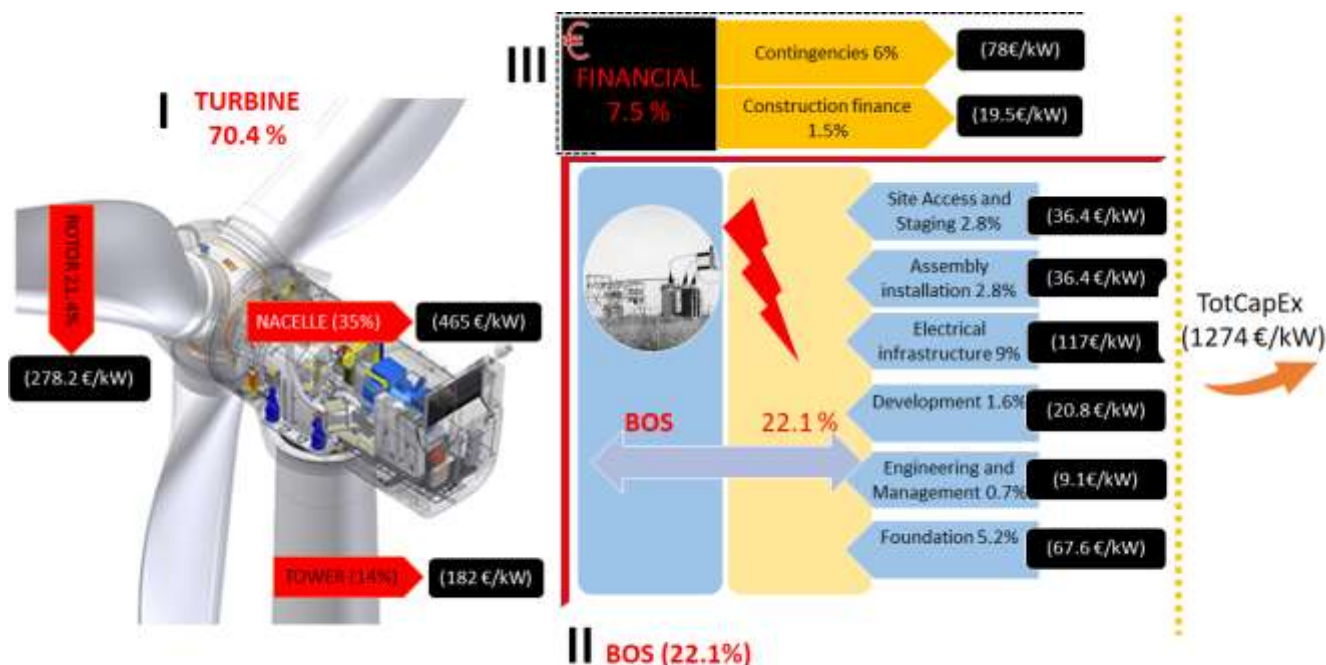 I TURBINE
70.4 %
ROTOR 21.4%
(278.2 €/kW)
NACELLE (35%)
(465 €/kW)
TOWER (14%)
(182 €/kW)
III
€
FINANCIAL
7.5 %
Contingencies 6%
(78€/kW)
Construction finance
1.5%
(19.5€/kW)
BOS
22.1 %
Site Access and
Staging 2.8%
(36.4 €/kW)
Assembly
installation 2.8%
(36.4 €/kW)
Electrical
infrastructure 9%
(117€/kW)
Development 1.6%
(20.8 €/kW)
Engineering and
Management 0.7%
(9.1€/kW)
Foundation 5.2%
(67.6 €/kW)
II BOS (22.1%)
TotCapEx
(1274 €/kW)